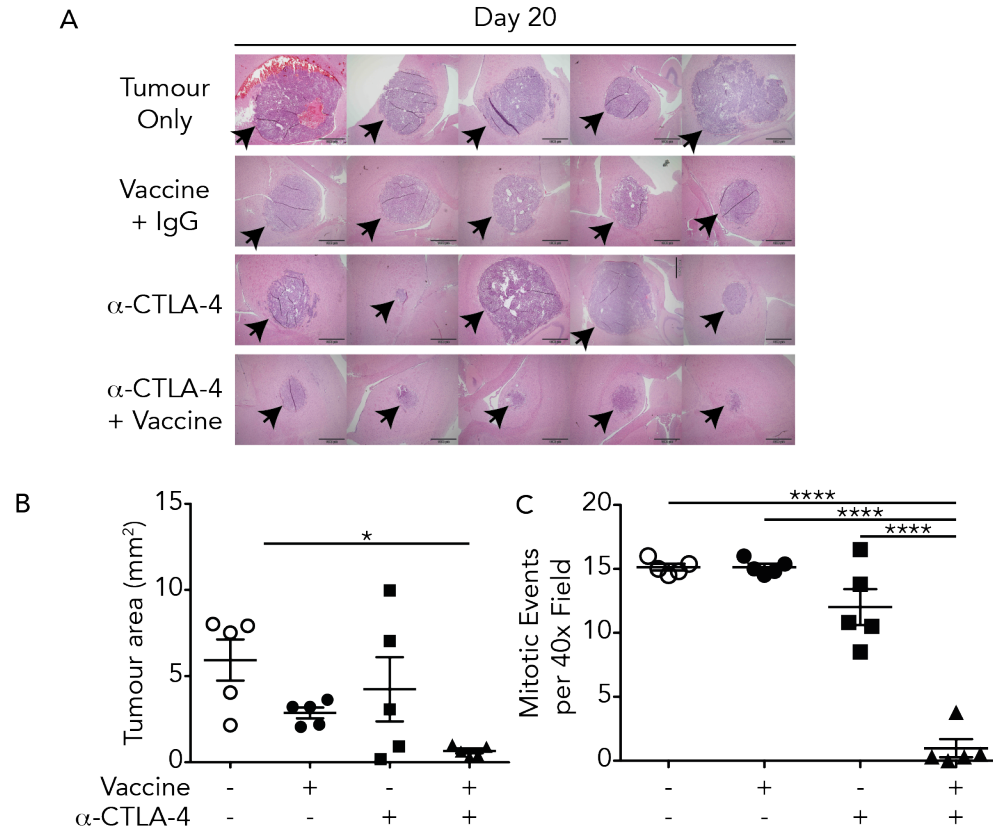 A
Day 20
Tumour
Only
Vaccine
+ IgG
α-CTLA-4
α-CTLA-4
+ Vaccine
B
Tumour area (mm²)
15
10
5
0
*
Vaccine - + - +
α-CTLA-4 - - + +
C
Mitotic Events
per 40x Field
20
15
10
5
0
****
****
****
- + - +
- - + +